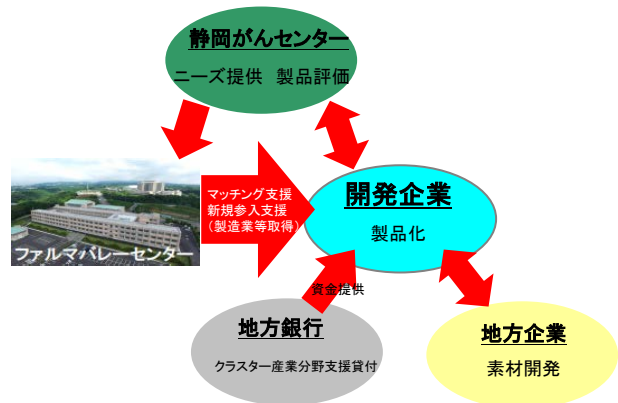 静岡がんセンター
ニーズ提供　製品評価
マッチング支援
新規参入支援
（製造業等取得）
開発企業
製品化
ファルマバレーセンター
資金提供
地方銀行
クラスター産業分野支援貸付
地方企業
素材開発